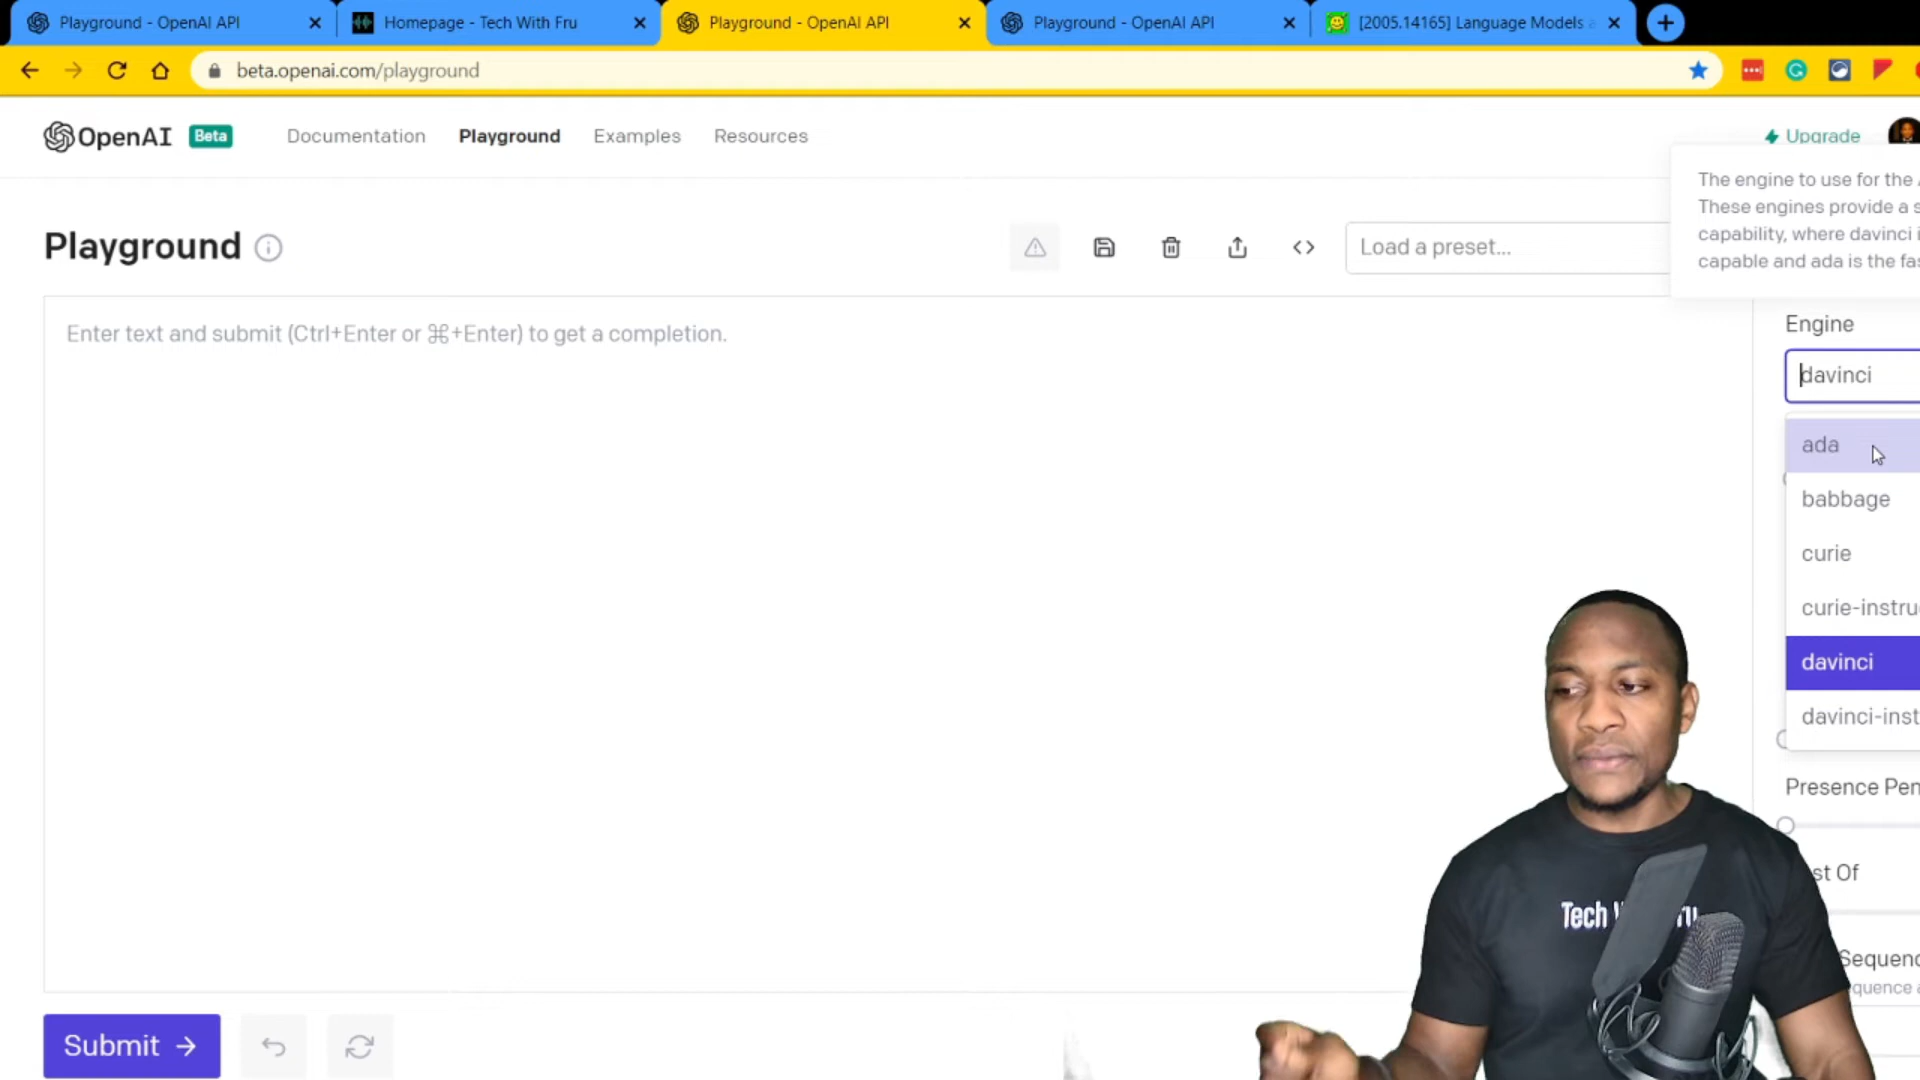 Playground - OpenAI API
Homepage - Tech With Fru
Playground - OpenAI API
Playground - OpenAI API
[2005.14165] Language Models a
beta.openai.com/playground
OpenAI Beta Documentation Playground Examples Resources Upgrade
The engine to use for the
These engines provide a s
capability, where davinci i
capable and ada is the fas
Playground
Load a preset...
Enter text and submit (Ctrl+Enter or ⌘+Enter) to get a completion.
Engine
davinci
ada
babbage
curie
curie-instru
davinci
davinci-inst
Presence Pen
st Of
Tech
Sequenc
quence a
Submit →